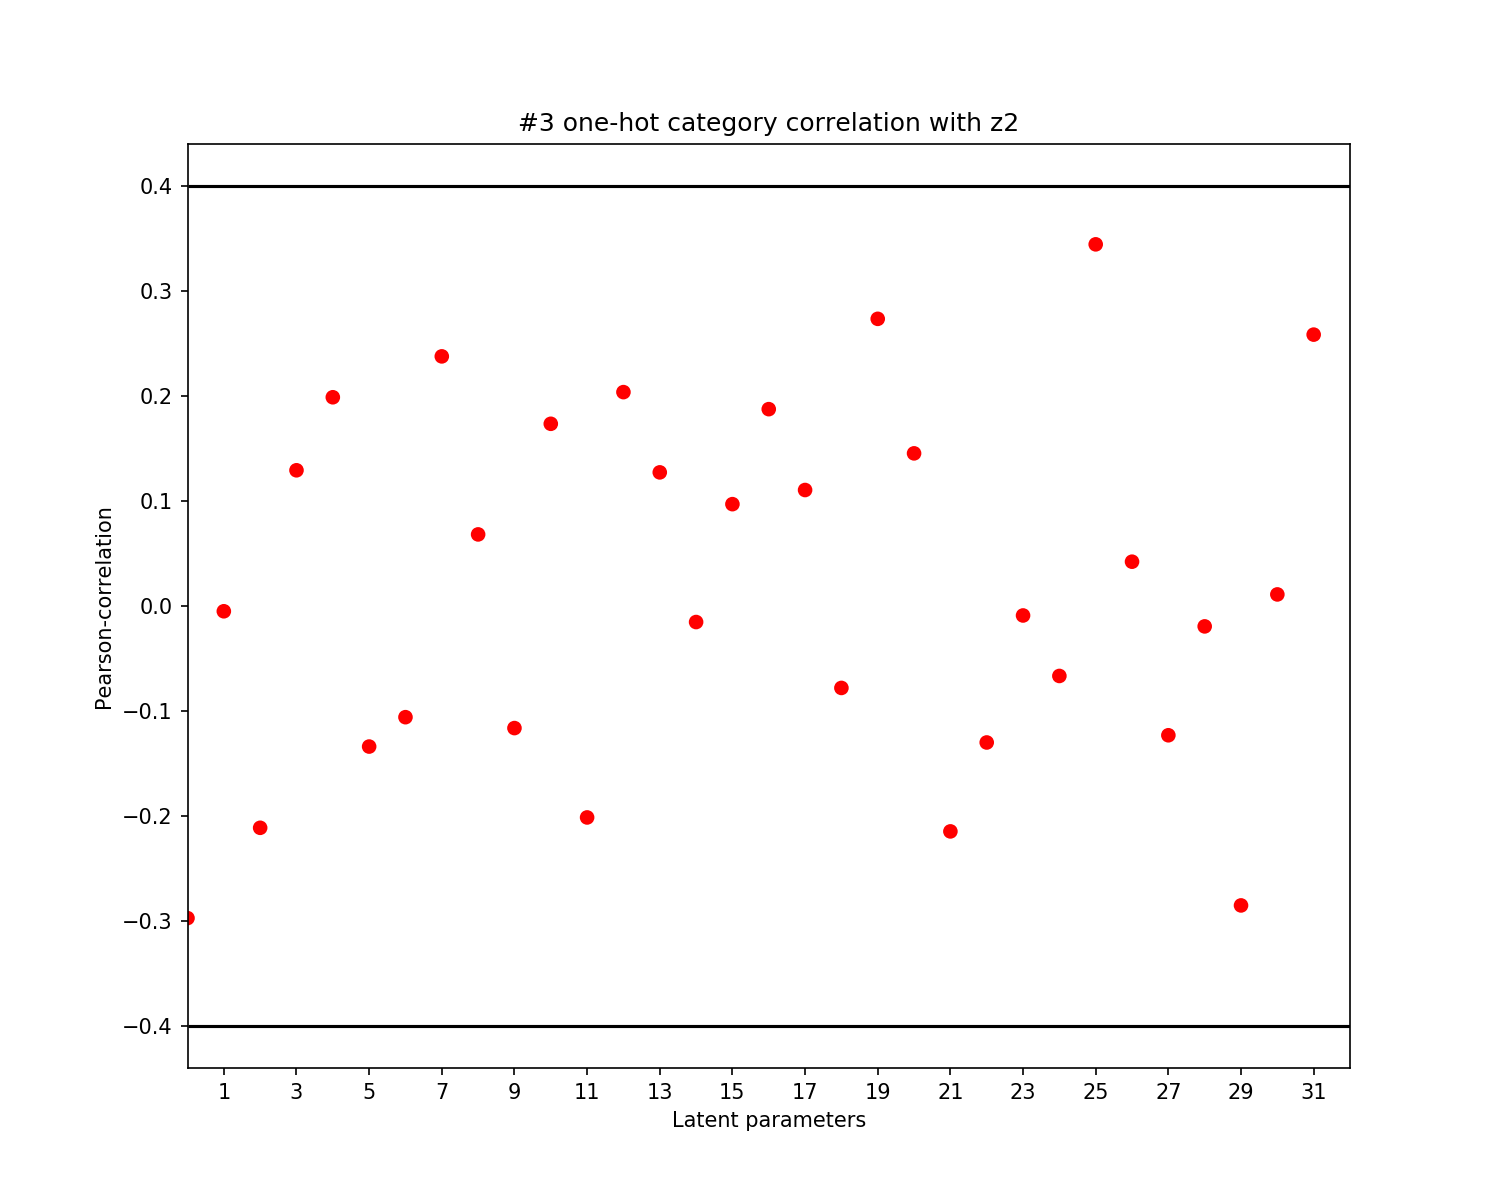 #3 one-hot category correlation with z2
Pearson-correlation
0.4
0.3
0.2
0.1
0.0
−0.1
−0.2
−0.3
−0.4
1 3 5 7 9 11 13 15 17 19 21 23 25 27 29 31
Latent parameters